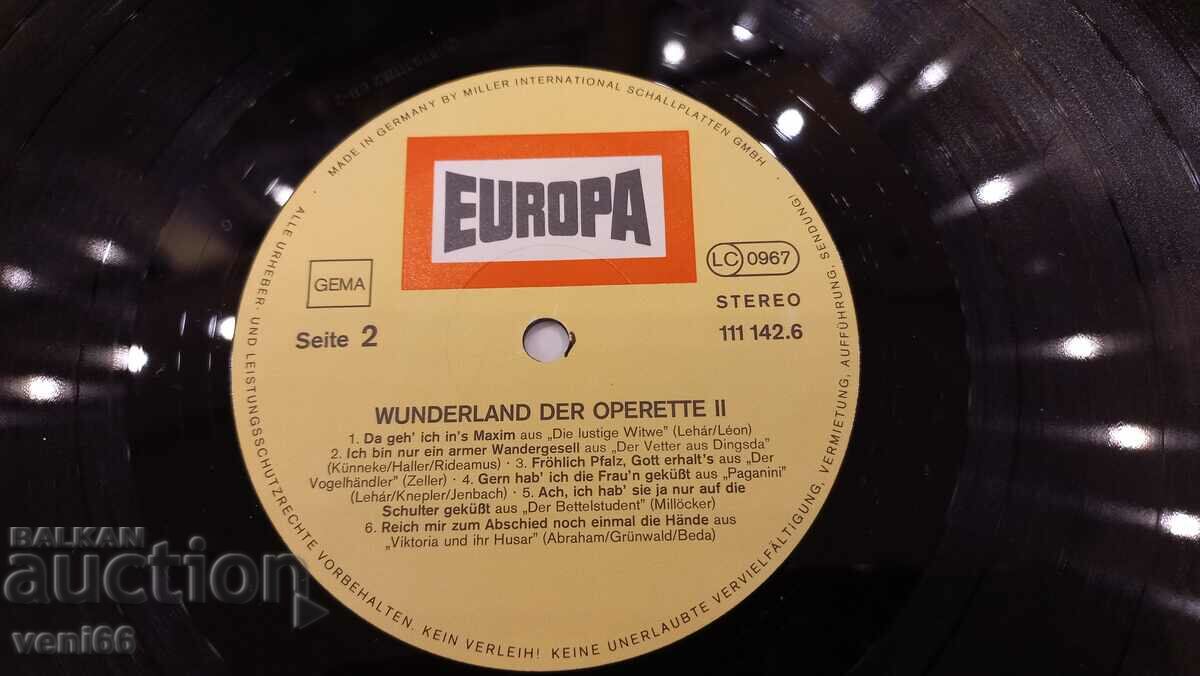 MADE IN GERMANY BY MILLER INTERNATIONAL SCHALLPLATTEN GMBH
EUROPA
GEMA
LC 0967
STEREO
Seite 2
111 142.6
WUNDERLAND DER OPERETTE II
1. Da geh' ich in's Maxim aus „Die lustige Witwe" (Lehár/Léon)
2. Ich bin nur ein armer Wandergesell aus „Der Vetter aus Dingsda"
(Künneke/Haller/Rideamus) · 3. Fröhlich Pfalz, Gott erhalt's aus „Der
Vogelhändler" (Zeller) · 4. Gern hab' ich die Frau'n geküßt aus „Paganini"
(Lehár/Knepler/Jenbach) · 5. Ach, ich hab' sie ja nur auf die
Schulter geküßt aus „Der Bettelstudent" (Millöcker)
6. Reich mir zum Abschied noch einmal die Hände aus
„Viktoria und ihr Husar" (Abraham/Grünwald/Beda)
ALLE URHEBER- UND LEISTUNGSSCHUTZRECHTE VORBEHALTEN. KEIN VERLEIH! KEINE UNERLAUBTE VERVIELFÄLTIGUNG, VERMIETUNG, AUFFÜHRUNG, SENDUNG!
BALKAN
auction
veni66